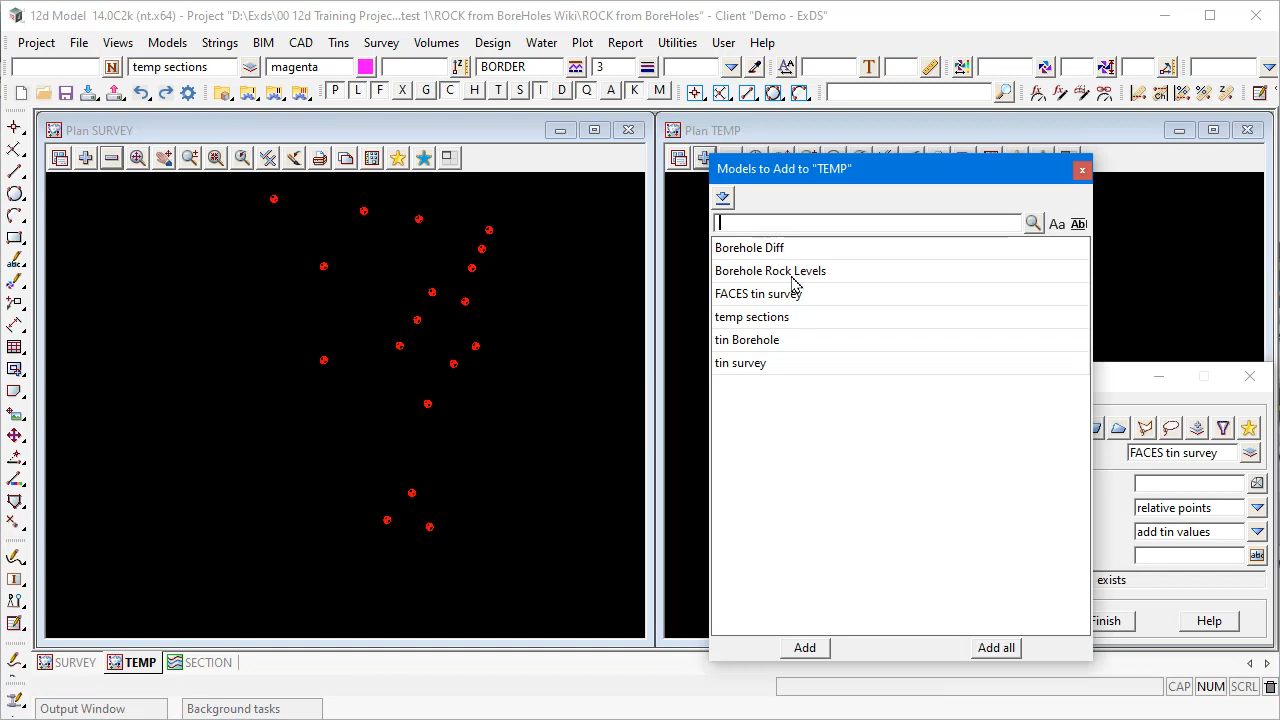 12d Model 14.0C2k (nt.x64) - Project "D:\Exds\00 12d Training Projec...test 1\ROCK from BoreHoles Wiki\ROCK from BoreHoles" - Client "Demo - ExDS"
Project File Views Models Strings BIM CAD Tins Survey Volumes Design Water Plot Report Utilities User Help
N temp sections magenta BORDER 3 T
P L F X G C H T S I D Q A K M
Plan SURVEY
Plan TEMP
Models to Add to "TEMP"
Aa Ab
Borehole Diff
Borehole Rock Levels
FACES tin survey
temp sections
tin Borehole
tin survey
Add Add all
FACES tin survey
relative points
add tin values
abc
exists
Finish Help
SURVEY TEMP SECTION
CAP NUM SCRL
Output Window Background tasks